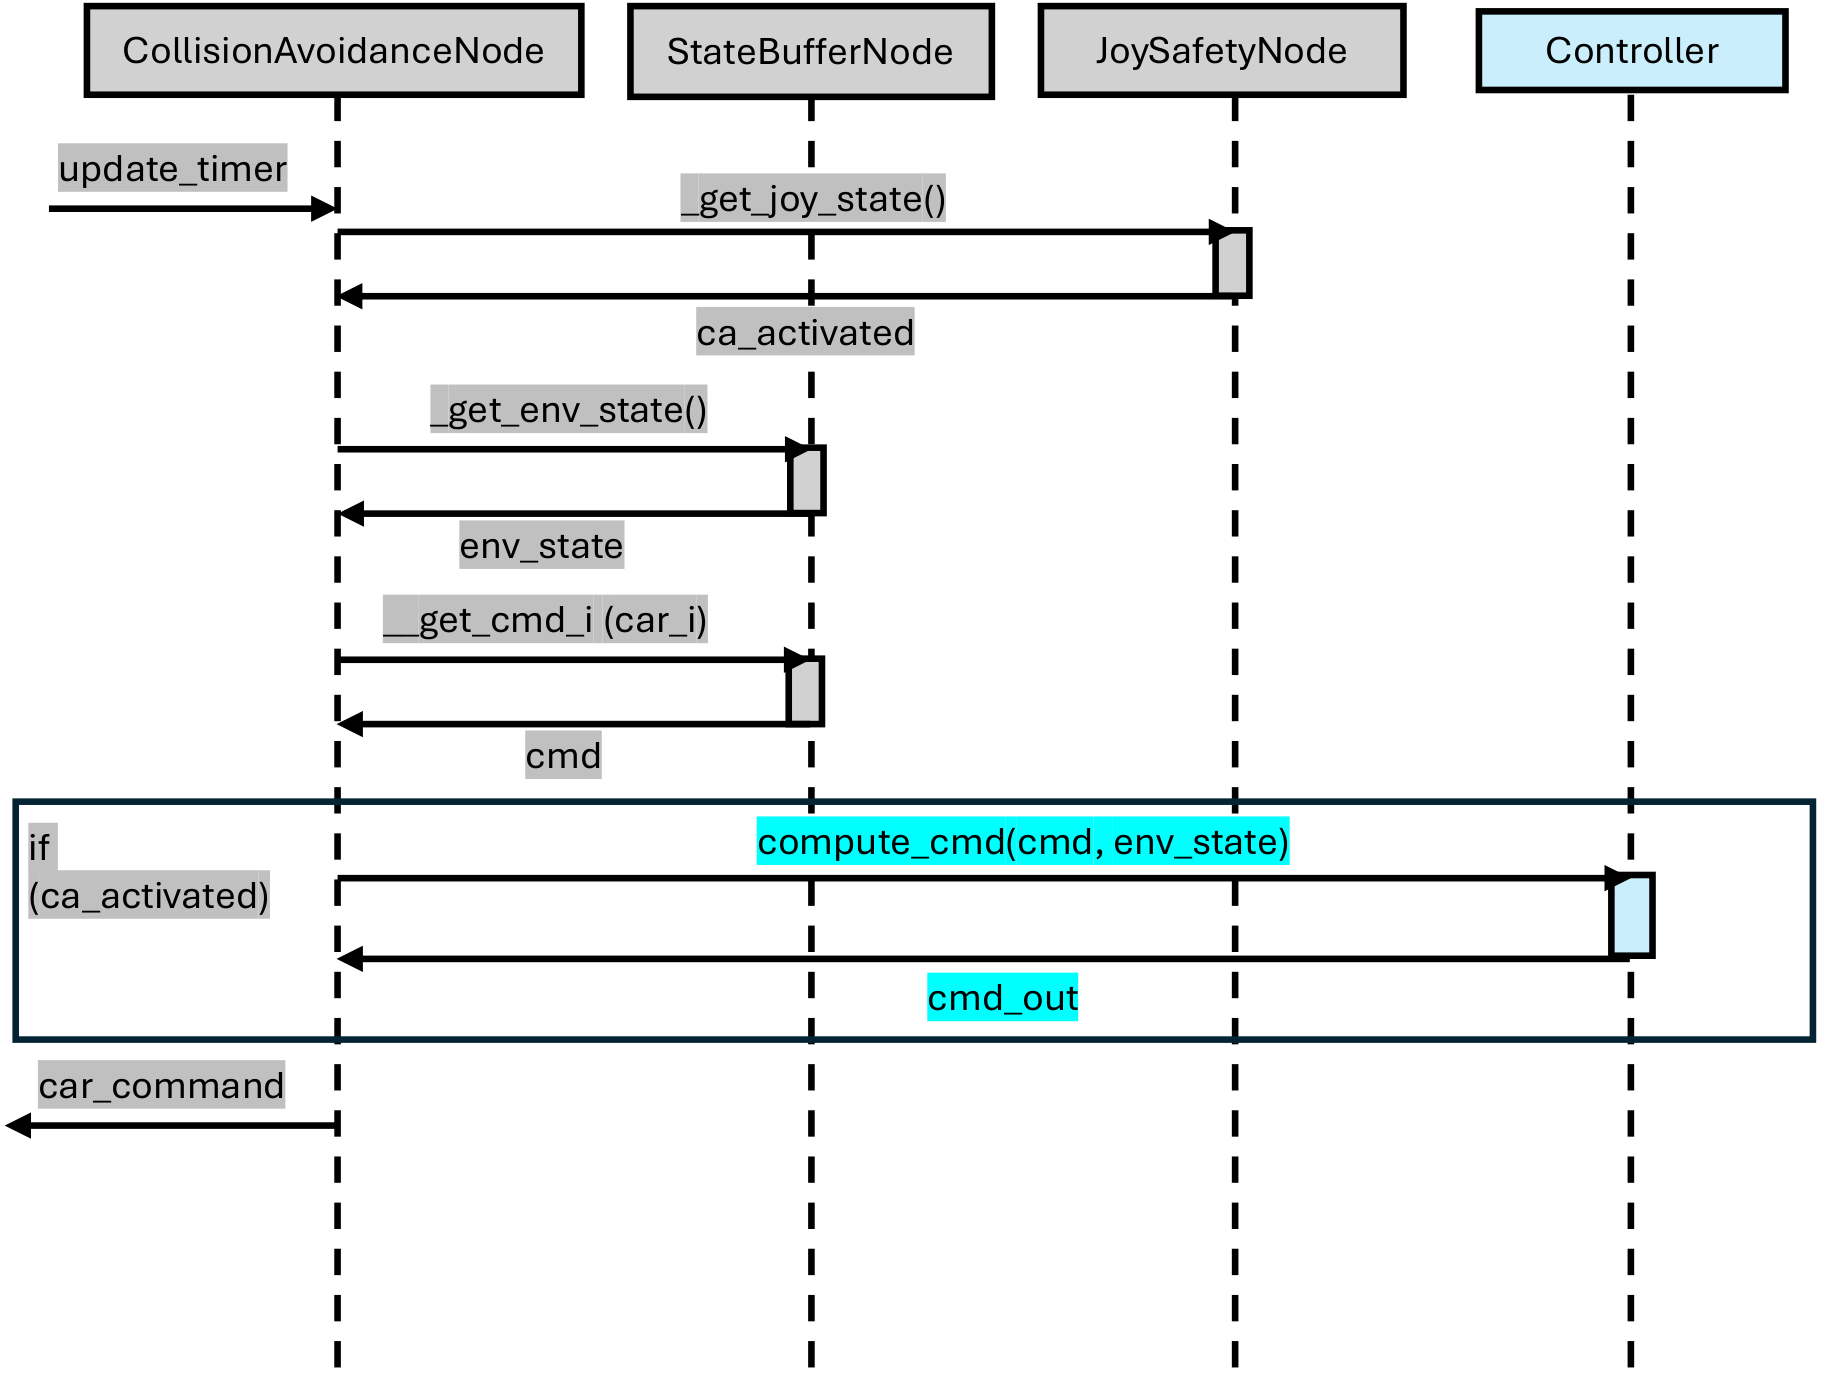 CollisionAvoidanceNode
StateBufferNode
JoySafetyNode
Controller
update_timer
_get_joy_state()
ca_activated
_get_env_state()
env_state
__get_cmd_i (car_i)
cmd
if
(ca_activated)
compute_cmd(cmd, env_state)
cmd_out
car_command